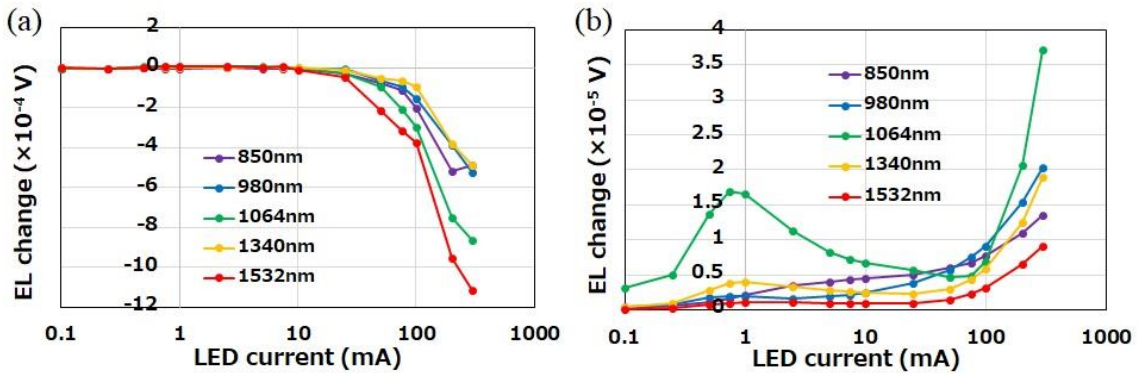 (a)
EL change (×10⁻⁴ V)
2
0
-2
-4
-6
-8
-10
-12
850nm
980nm
1064nm
1340nm
1532nm
0.1 1 10 100 1000
LED current (mA)
(b)
EL change (×10⁻⁵ V)
4
3.5
3
2.5
2
1.5
1
0.5
0
850nm
980nm
1064nm
1340nm
1532nm
0.1 1 10 100 1000
LED current (mA)